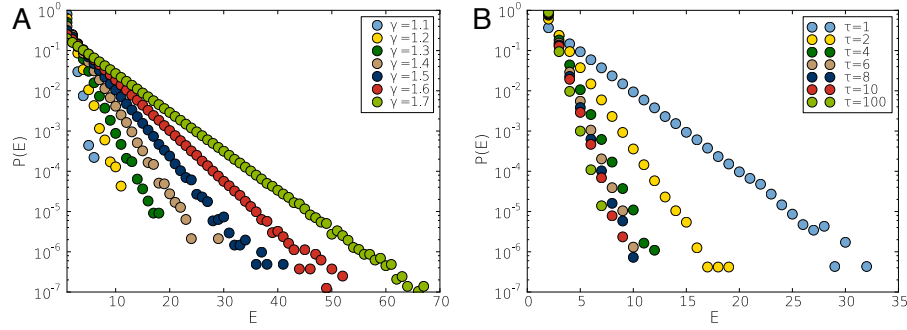 A
B
10⁰
10⁻¹
10⁻²
10⁻³
10⁻⁴
10⁻⁵
10⁻⁶
10⁻⁷
P(E)
10
20
30
40
50
60
70
E
γ=1.1
γ=1.2
γ=1.3
γ=1.4
γ=1.5
γ=1.6
γ=1.7
10⁰
10⁻¹
10⁻²
10⁻³
10⁻⁴
10⁻⁵
10⁻⁶
10⁻⁷
P(E)
0
5
10
15
20
25
30
35
E
τ=1
τ=2
τ=4
τ=6
τ=8
τ=10
τ=100